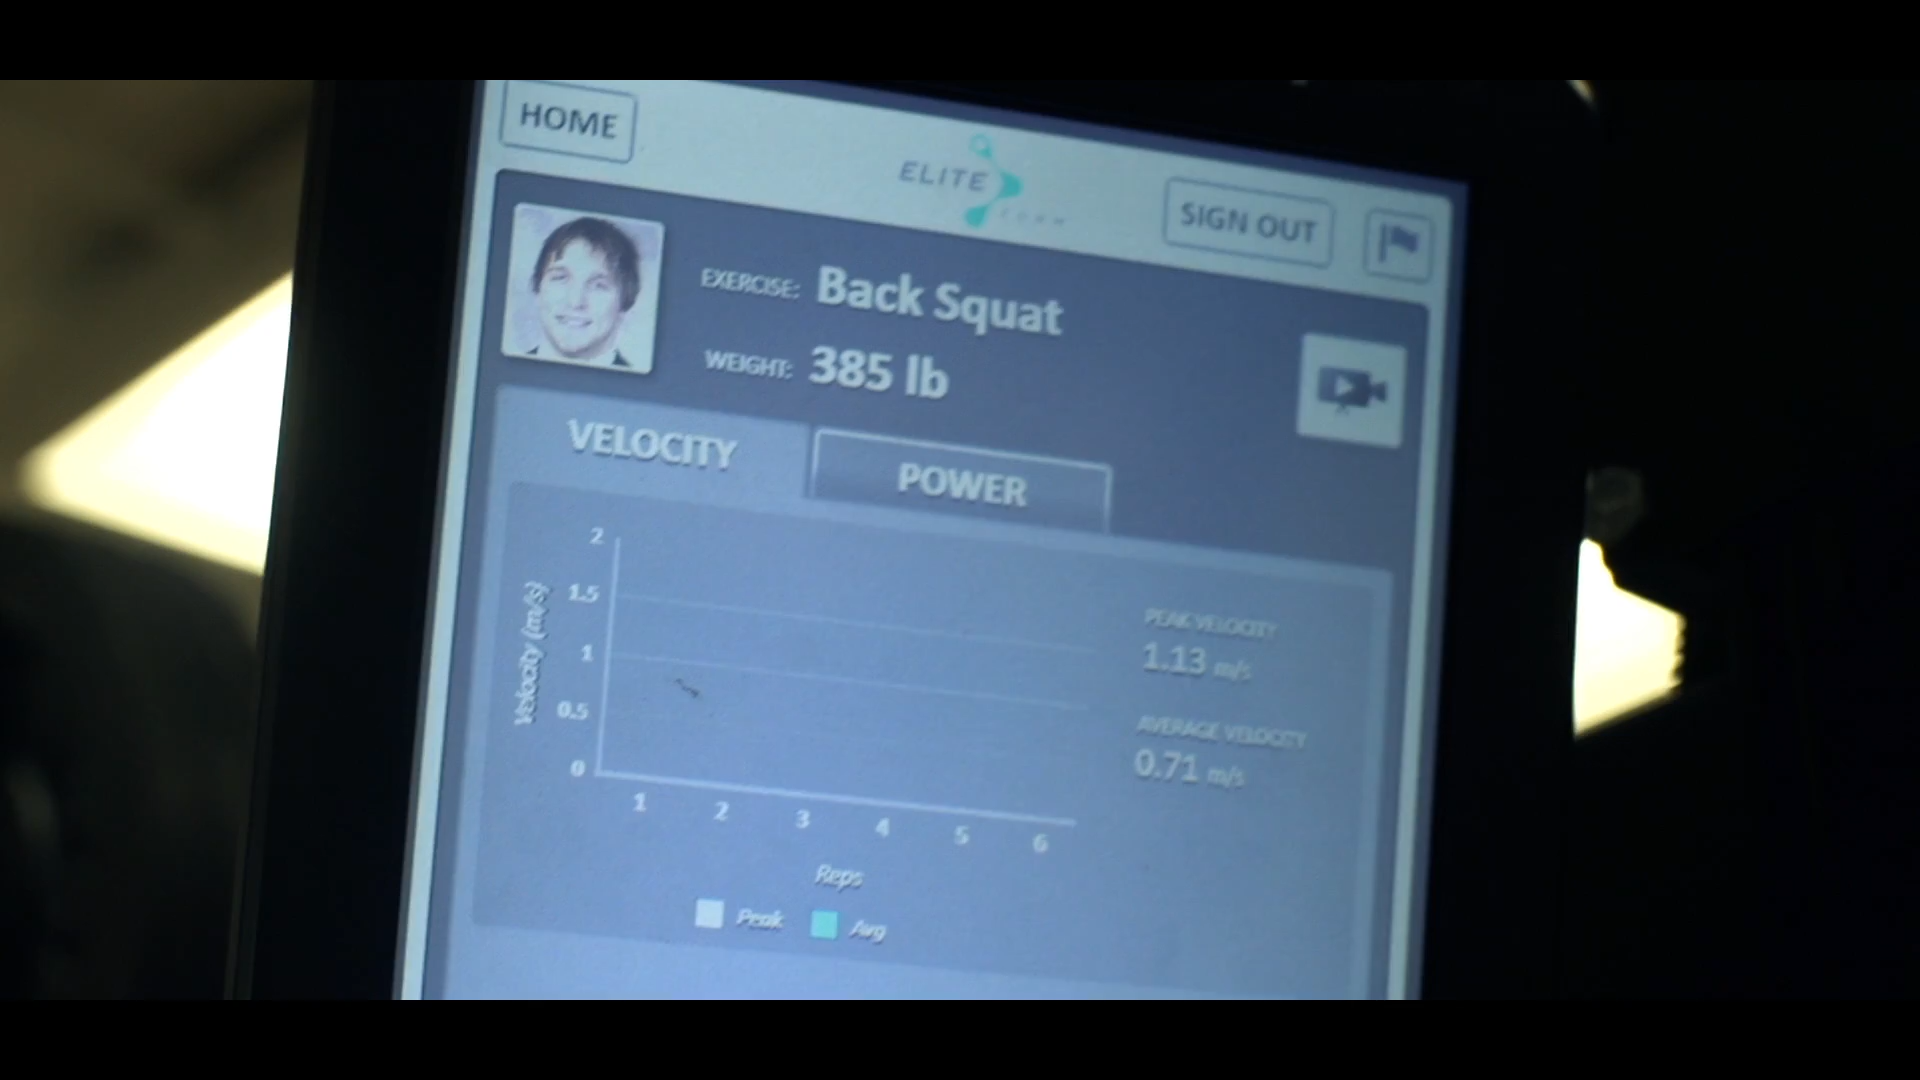 HOME
ELITE
FORM
SIGN OUT
EXERCISE: Back Squat
WEIGHT: 385 lb
VELOCITY
POWER
Velocity (m/s)
2
1.5
1
0.5
0
1 2 3 4 5 6
Reps
Peak Avg
PEAK VELOCITY
1.13 m/s
AVERAGE VELOCITY
0.71 m/s